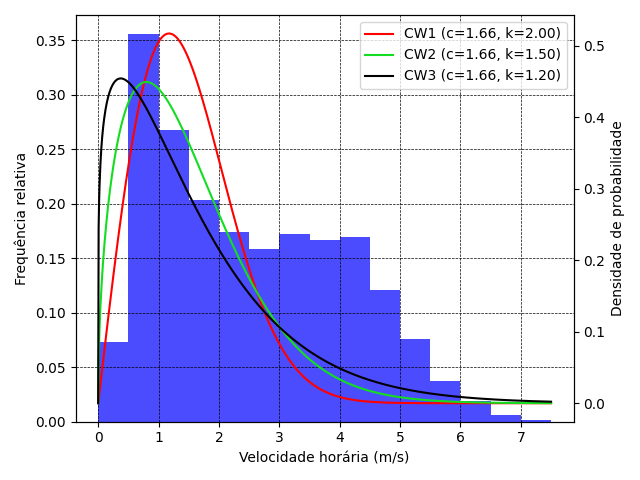 CW1 (c=1.66, k=2.00)
CW2 (c=1.66, k=1.50)
CW3 (c=1.66, k=1.20)
Frequência relativa
0.35
0.30
0.25
0.20
0.15
0.10
0.05
0.00
0.5
0.4
0.3
0.2
0.1
0.0
Densidade de probabilidade
0 1 2 3 4 5 6 7
Velocidade horária (m/s)